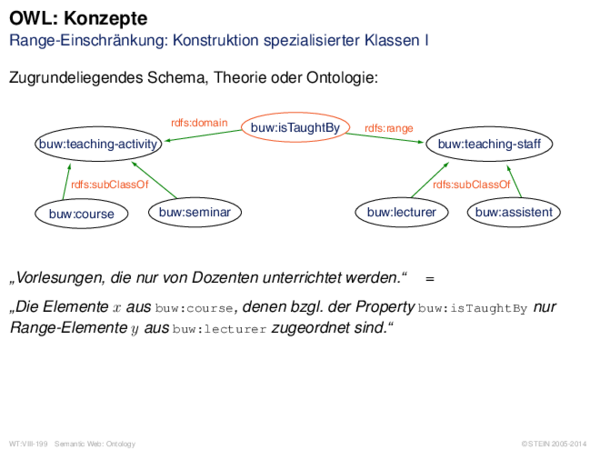 OWL: Konzepte
Range-Einschränkung: Konstruktion spezialisierter Klassen I
Zugrundeliegendes Schema, Theorie oder Ontologie:
rdfs:domain
buw:isTaughtBy
rdfs:range
buw:teaching-activity
buw:teaching-staff
rdfs:subClassOf
rdfs:subClassOf
buw:course
buw:seminar
buw:lecturer
buw:assistent
„Vorlesungen, die nur von Dozenten unterrichtet werden.“ =
„Die Elemente x aus buw:course, denen bzgl. der Property buw:isTaughtBy nur
Range-Elemente y aus buw:lecturer zugeordnet sind.“
WT:VIII-199 Semantic Web: Ontology
© STEIN 2005-2014